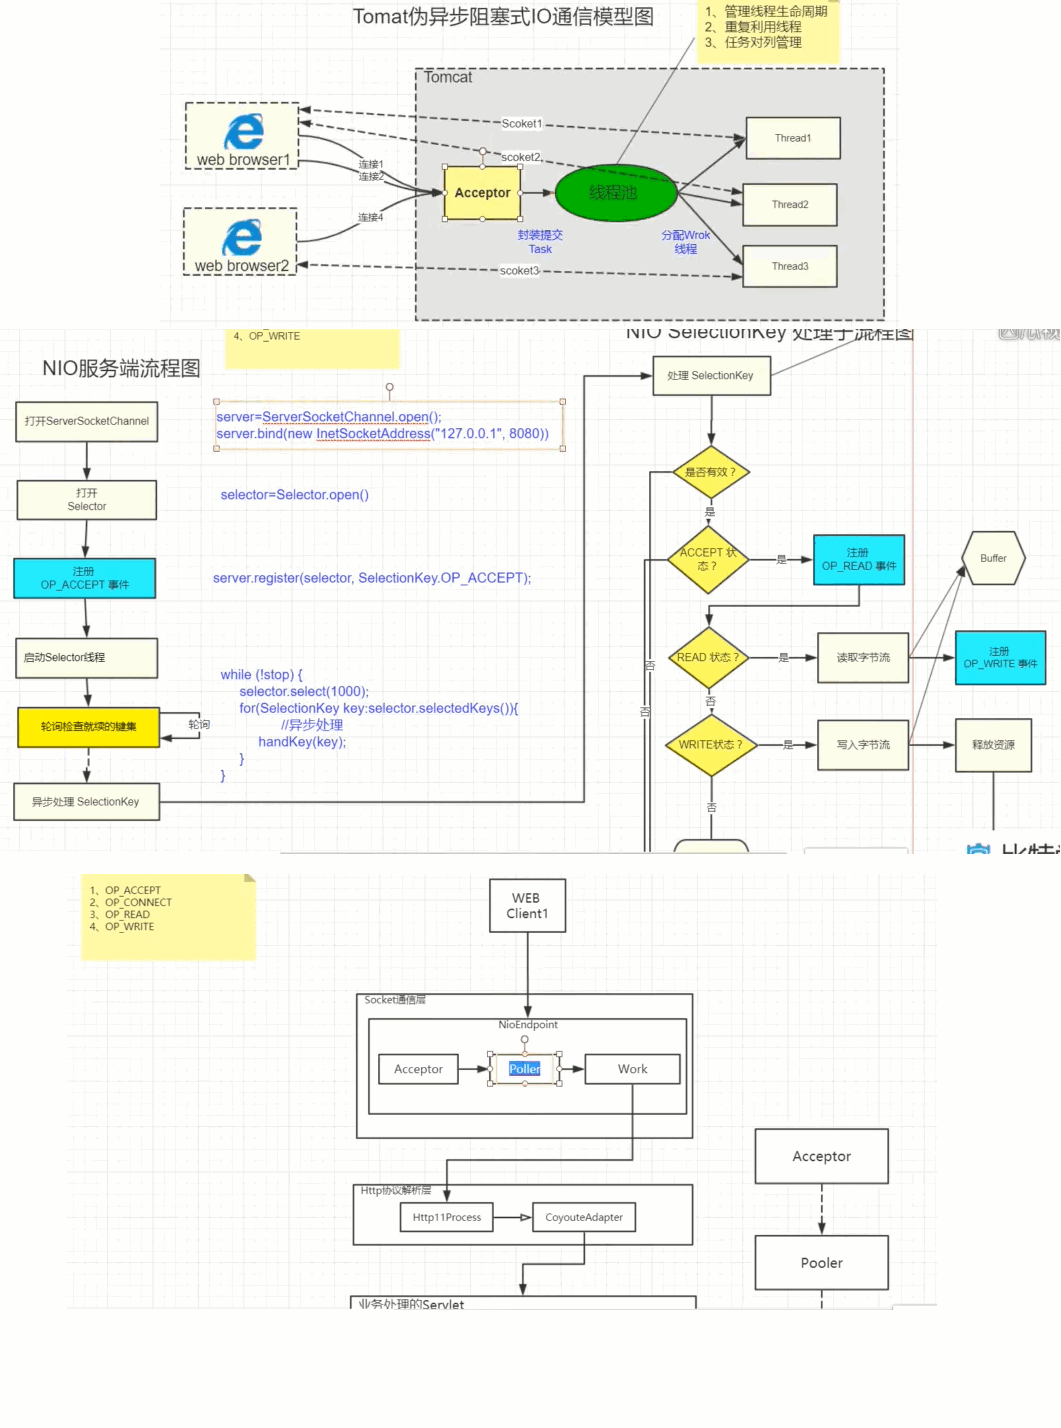 Tomat伪异步阻塞式IO通信模型图
1、管理线程生命周期
2、重复利用线程
3、任务对列管理
Tomcat
web browser1
web browser2
连接1
连接2
连接4
Scoket1
scoket2
scoket3
Acceptor
线程池
封装提交
Task
分配Wrok
线程
Thread1
Thread2
Thread3
4、OP_WRITE
NIO服务端流程图
打开ServerSocketChannel
server=ServerSocketChannel.open();
server.bind(new InetSocketAddress("127.0.0.1", 8080))
打开
Selector
selector=Selector.open()
注册
OP_ACCEPT 事件
server.register(selector, SelectionKey.OP_ACCEPT);
启动Selector线程
轮词检查就续的键集
轮词
while (!stop) {
selector.select(1000);
for(SelectionKey key:selector.selectedKeys()){
//异步处理
handKey(key);
}
}
异步处理 SelectionKey
NIO SelectionKey 处理子流程图
处理 SelectionKey
是否有效？
是
ACCEPT 状
态？
是
注册
OP_READ 事件
Buffer
否
READ 状态？
是
读取字节流
注册
OP_WRITE 事件
否
否
WRITE状态？
是
写入字节流
释放资源
否
1、OP_ACCEPT
2、OP_CONNECT
3、OP_READ
4、OP_WRITE
WEB
Client1
Socket通信层
NioEndpoint
Acceptor
Poller
Work
Http协议解析层
Http11Process
CoyouteAdapter
业务处理的Servlet
Acceptor
Pooler